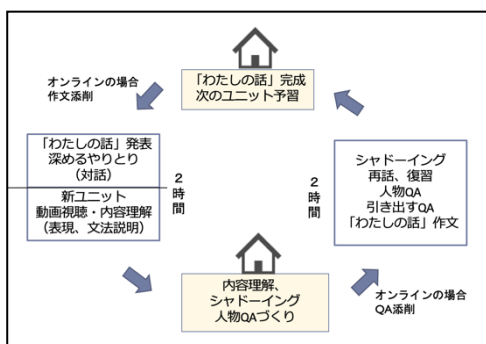 オンラインの場合
作文添削
「わたしの話」完成
次のユニット予習
「わたしの話」発表
深めるやりとり
（対話）
新ユニット
動画視聴・内容理解
（表現、文法説明）
2時間
2時間
シャドーイング
再話、復習
人物QA
引き出すQA
「わたしの話」作文
内容理解、
シャドーイング
人物QAづくり
オンラインの場合
QA添削